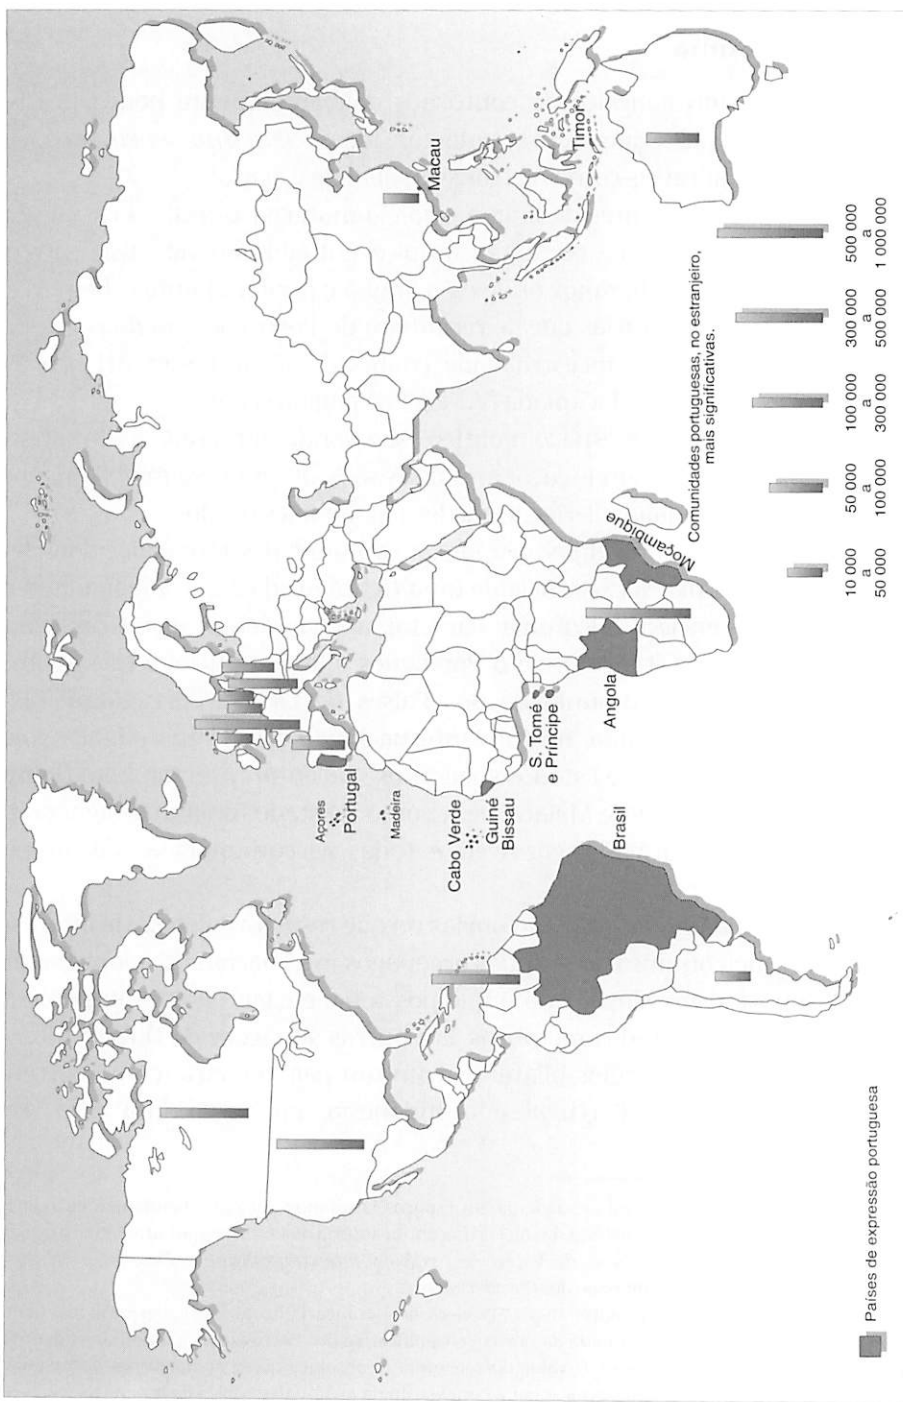 Açores
Portugal
Madeira
Cabo Verde
Guiné
Bissau
S. Tomé
e Príncipe
Angola
Moçambique
Brasil
Macau
Timor
Comunidades portuguesas, no estranjeiro,
mais significativas.
10 000
a
50 000
50 000
a
100 000
100 000
a
300 000
300 000
a
500 000
500 000
a
1 000 000
Países de expressão portuguesa